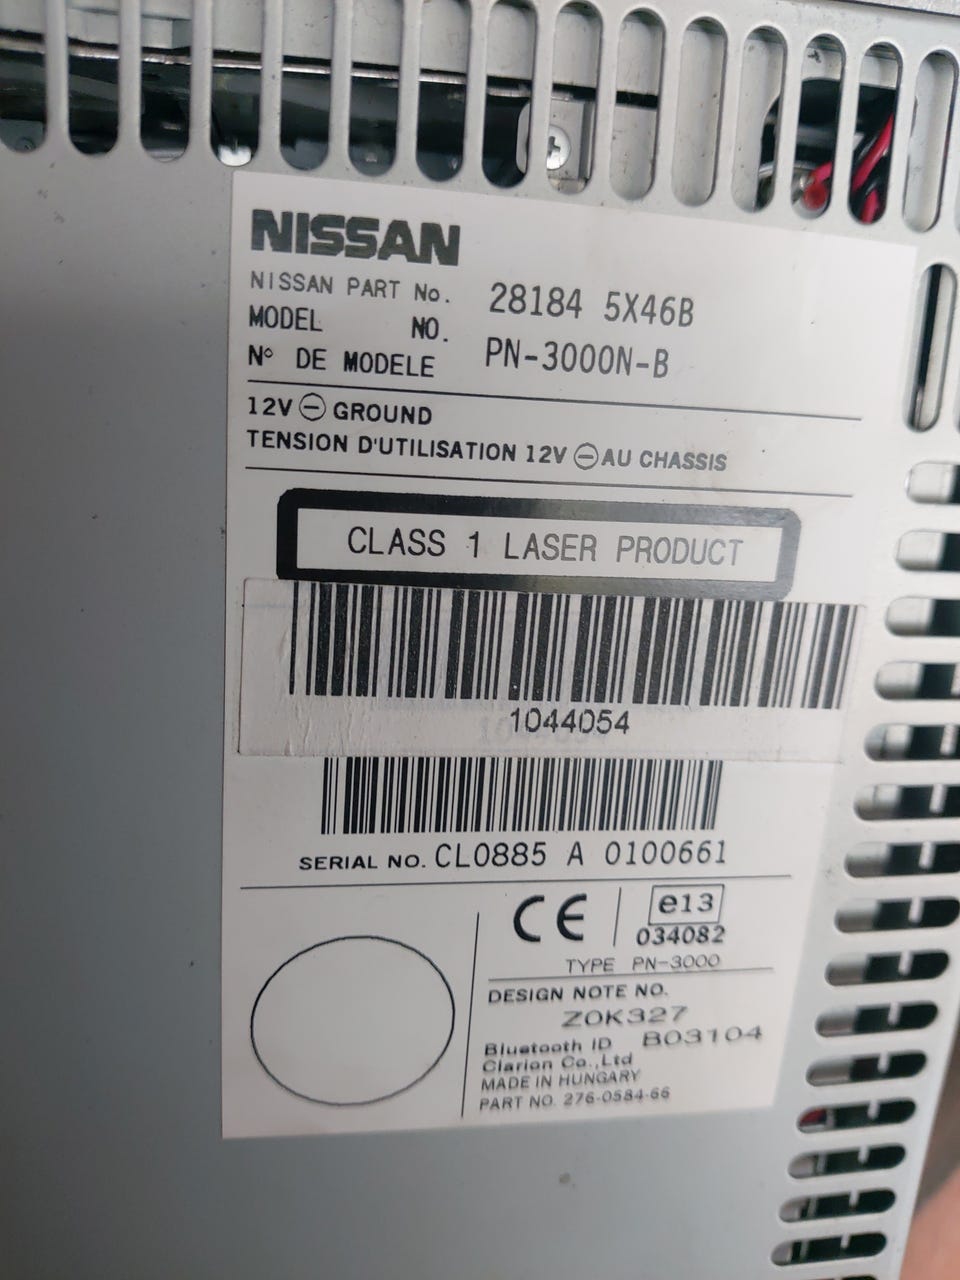 NISSAN
NISSAN PART No. 28184 5X46B
MODEL NO. PN-3000N-B
N° DE MODELE
12V ⊖ GROUND
TENSION D'UTILISATION 12V ⊖ AU CHASSIS
CLASS 1 LASER PRODUCT
1044054
SERIAL NO. CL0885 A 0100661
CE e13
034082
TYPE PN-3000
DESIGN NOTE NO.
Z0K327
Bluetooth ID B03104
Clarion Co.,Ltd
MADE IN HUNGARY
PART NO. 276-0584-66